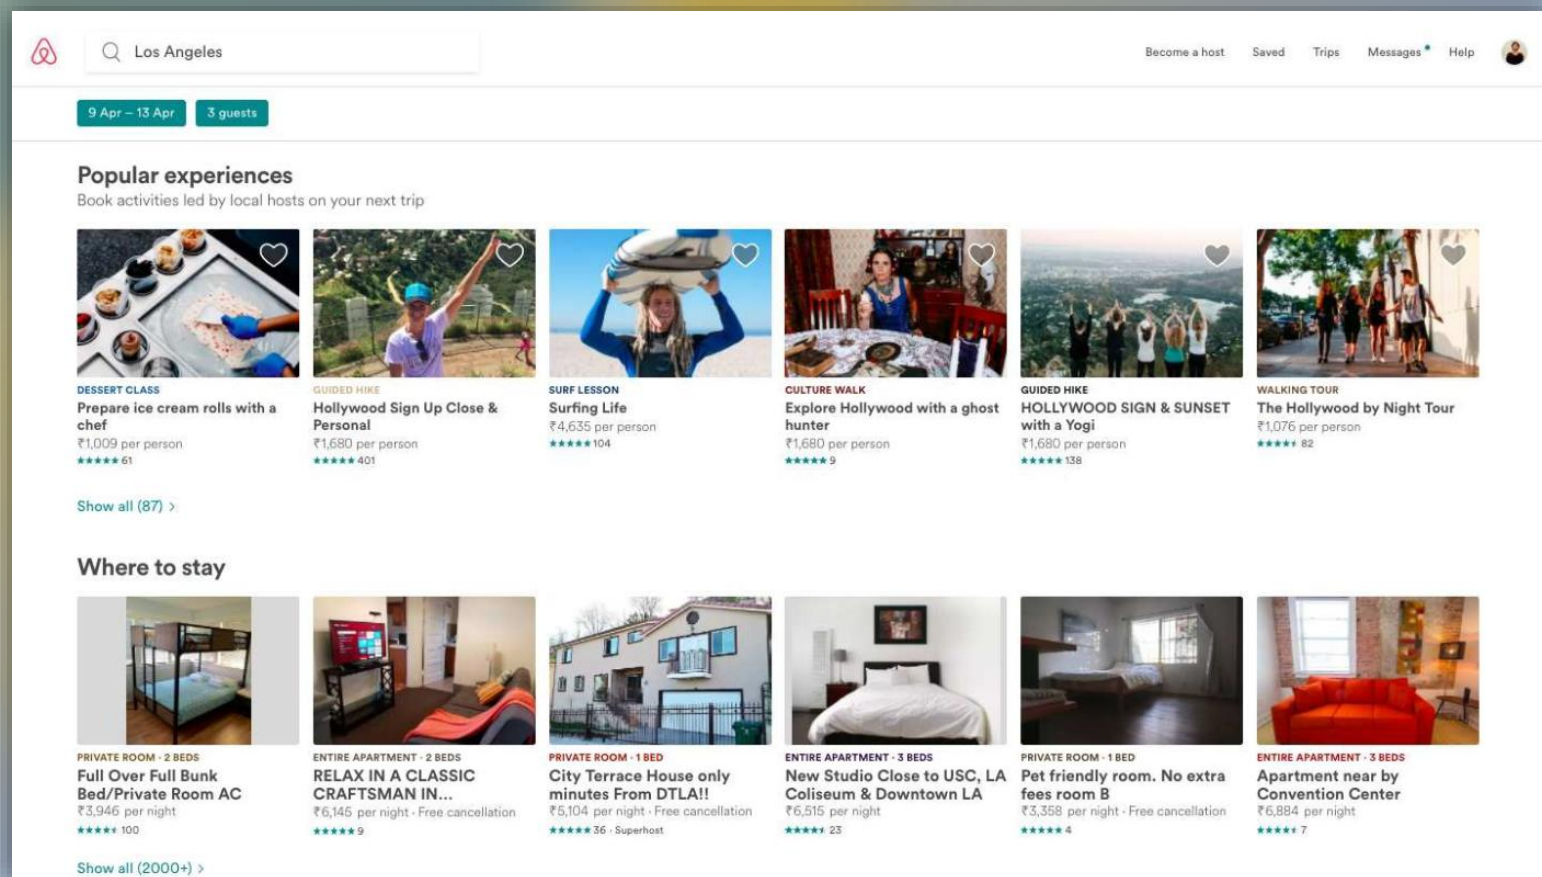 Los Angeles
Become a host
Saved
Trips
Messages
Help
9 Apr – 13 Apr
3 guests
Popular experiences
Book activities led by local hosts on your next trip
DESSERT CLASS
Prepare ice cream rolls with a
chef
₹1,009 per person
61
GUIDED HIKE
Hollywood Sign Up Close &
Personal
₹1,680 per person
401
SURF LESSON
Surfing Life
₹4,635 per person
104
CULTURE WALK
Explore Hollywood with a ghost
hunter
₹1,680 per person
9
GUIDED HIKE
HOLLYWOOD SIGN & SUNSET
with a Yogi
₹1,680 per person
138
WALKING TOUR
The Hollywood by Night Tour
₹1,076 per person
82
Show all (87) >
Where to stay
PRIVATE ROOM · 2 BEDS
Full Over Full Bunk
Bed/Private Room AC
₹3,946 per night
100
ENTIRE APARTMENT · 2 BEDS
RELAX IN A CLASSIC
CRAFTSMAN IN...
₹6,145 per night · Free cancellation
9
PRIVATE ROOM · 1 BED
City Terrace House only
minutes From DTLA!!
₹5,104 per night · Free cancellation
36 · Superhost
ENTIRE APARTMENT · 3 BEDS
New Studio Close to USC, LA
Coliseum & Downtown LA
₹6,515 per night
23
PRIVATE ROOM · 1 BED
Pet friendly room. No extra
fees room B
₹3,358 per night · Free cancellation
4
ENTIRE APARTMENT · 3 BEDS
Apartment near by
Convention Center
₹6,884 per night
7
Show all (2000+) >